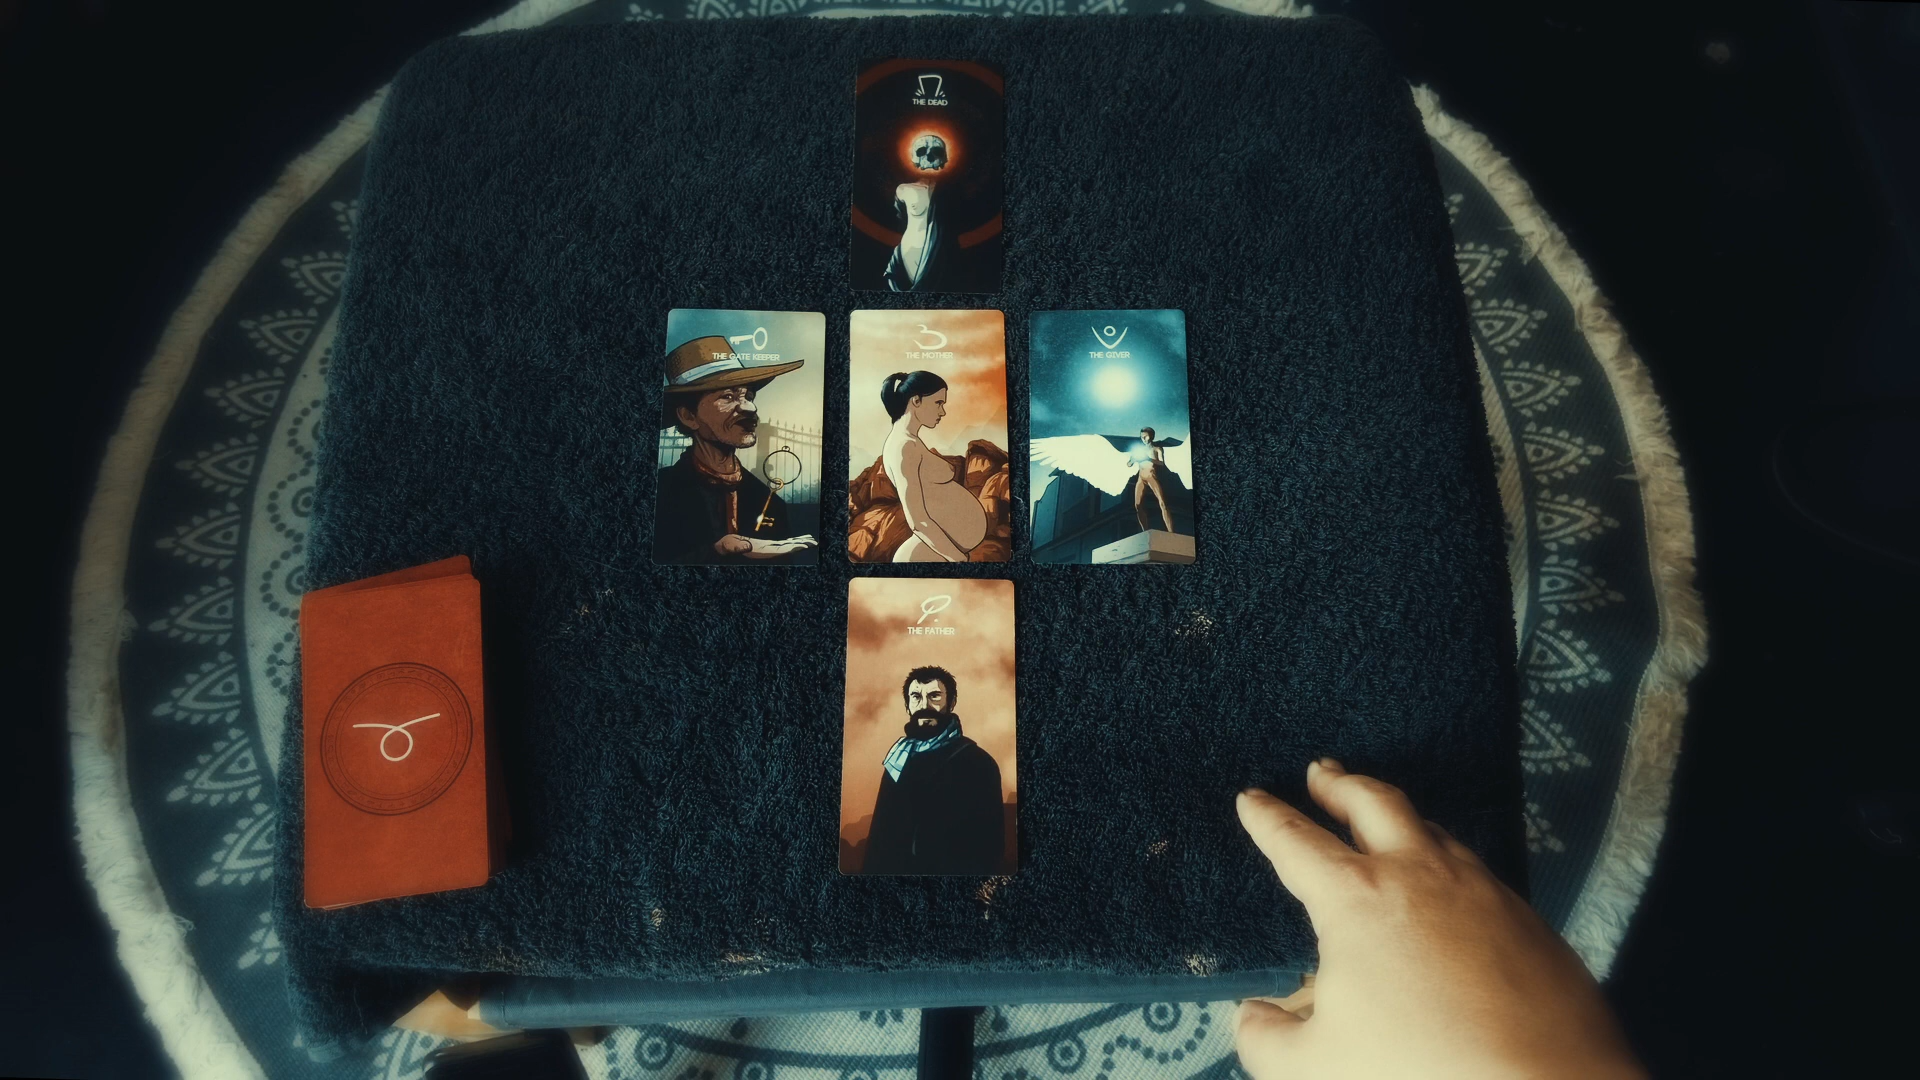 THE DEAD
THE GATE KEEPER
THE MOTHER
THE GIVER
THE FATHER